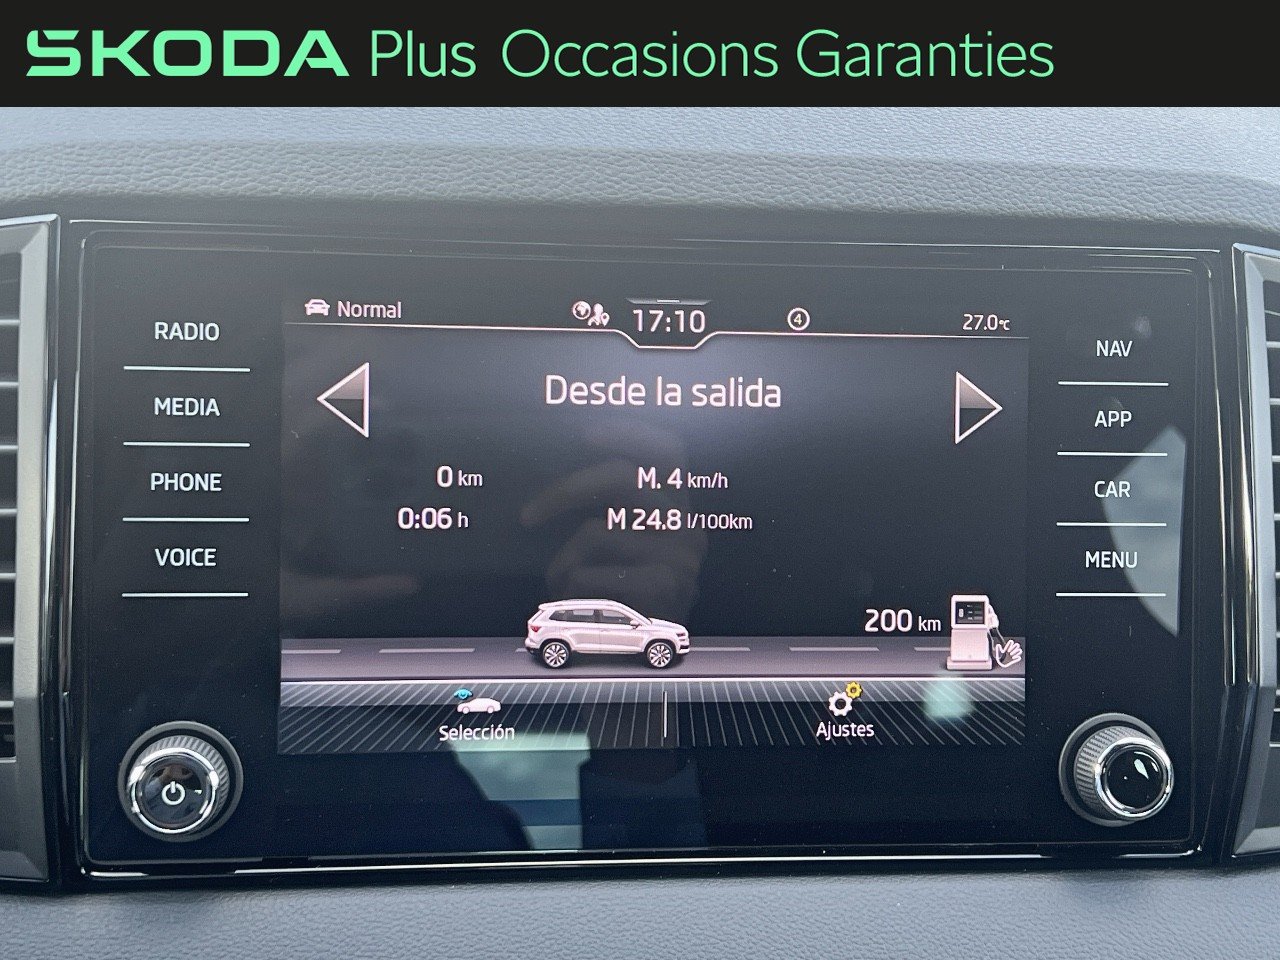 SKODA Plus Occasions Garanties
Normal
17:10
4
27.0°C
RADIO
MEDIA
PHONE
VOICE
Desde la salida
0 km
M. 4 km/h
0:06 h
M 24.8 l/100km
200 km
Selección
Ajustes
NAV
APP
CAR
MENU